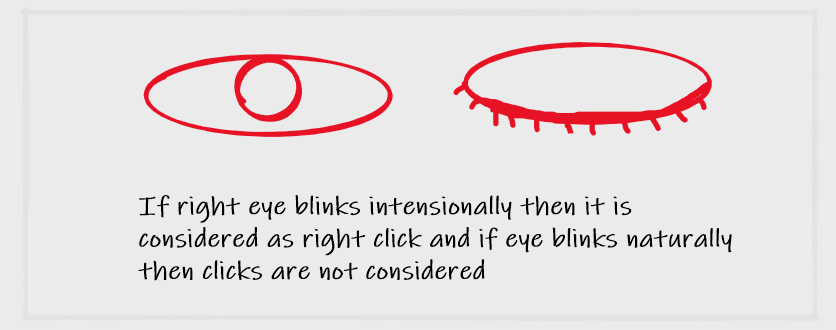 If right eye blinks intensionally then it is
considered as right click and if eye blinks naturally
then clicks are not considered